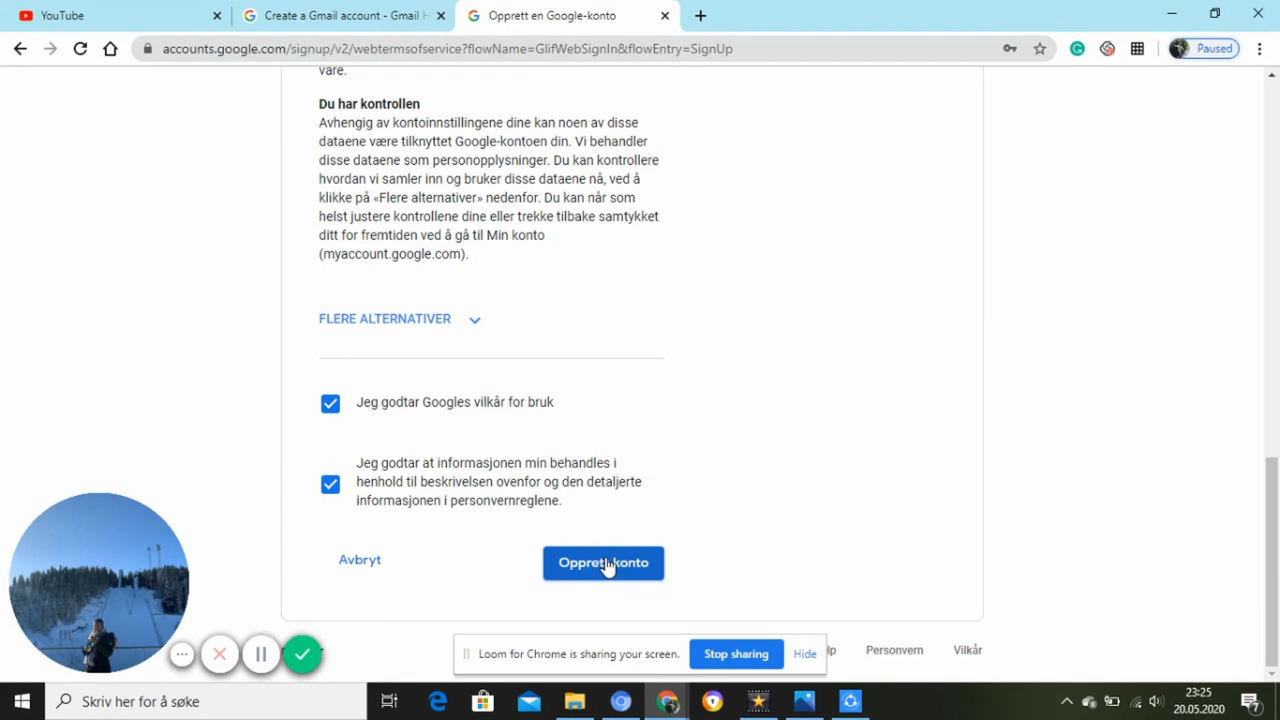 YouTube
Create a Gmail account - Gmail H
Opprett en Google-konto
accounts.google.com/signup/v2/webtermsofservice?flowName=GlifWebSignIn&flowEntry=SignUp
Paused
vare.
Du har kontrollen
Avhengig av kontoinnstillingene dine kan noen av disse
dataene være tilknyttet Google-kontoen din. Vi behandler
disse dataene som personopplysninger. Du kan kontrollere
hvordan vi samler inn og bruker disse dataene nå, ved å
klikke på «Flere alternativer» nedenfor. Du kan når som
helst justere kontrollene dine eller trekke tilbake samtykket
ditt for fremtiden ved å gå til Min konto
(myaccount.google.com).
FLERE ALTERNATIVER
Jeg godtar Googles vilkår for bruk
Jeg godtar at informasjonen min behandles i
henhold til beskrivelsen ovenfor og den detaljerte
informasjonen i personvernreglene.
Avbryt
Opprett konto
Loom for Chrome is sharing your screen.
Stop sharing
Hide
lp
Personvern
Vilkår
Skriv her for å søke
23:25
20.05.2020
7